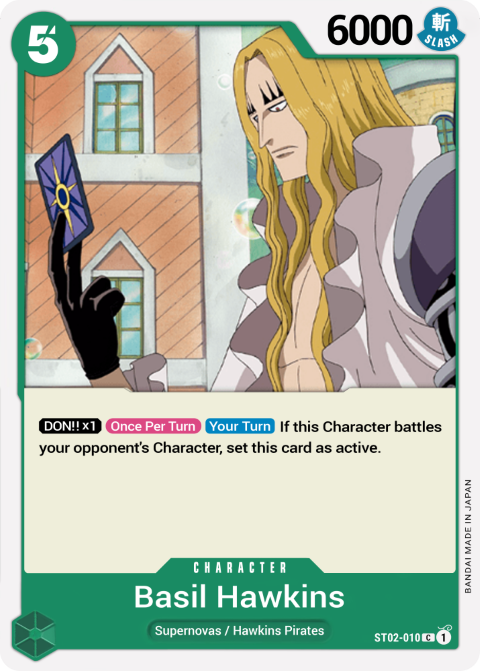 5
6000
斬
SLASH
DON!! x1 Once Per Turn Your Turn If this Character battles
your opponent's Character, set this card as active.
CHARACTER
Basil Hawkins
Supernovas / Hawkins Pirates
ST02-010 C 1
BANDAI MADE IN JAPAN